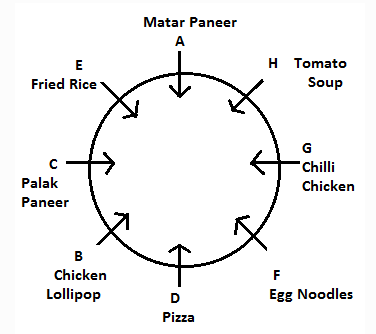 Matar Paneer
A
H Tomato
Soup
E
Fried Rice
G
Chilli
Chicken
C
Palak
Paneer
B
Chicken
Lollipop
F
Egg Noodles
D
Pizza